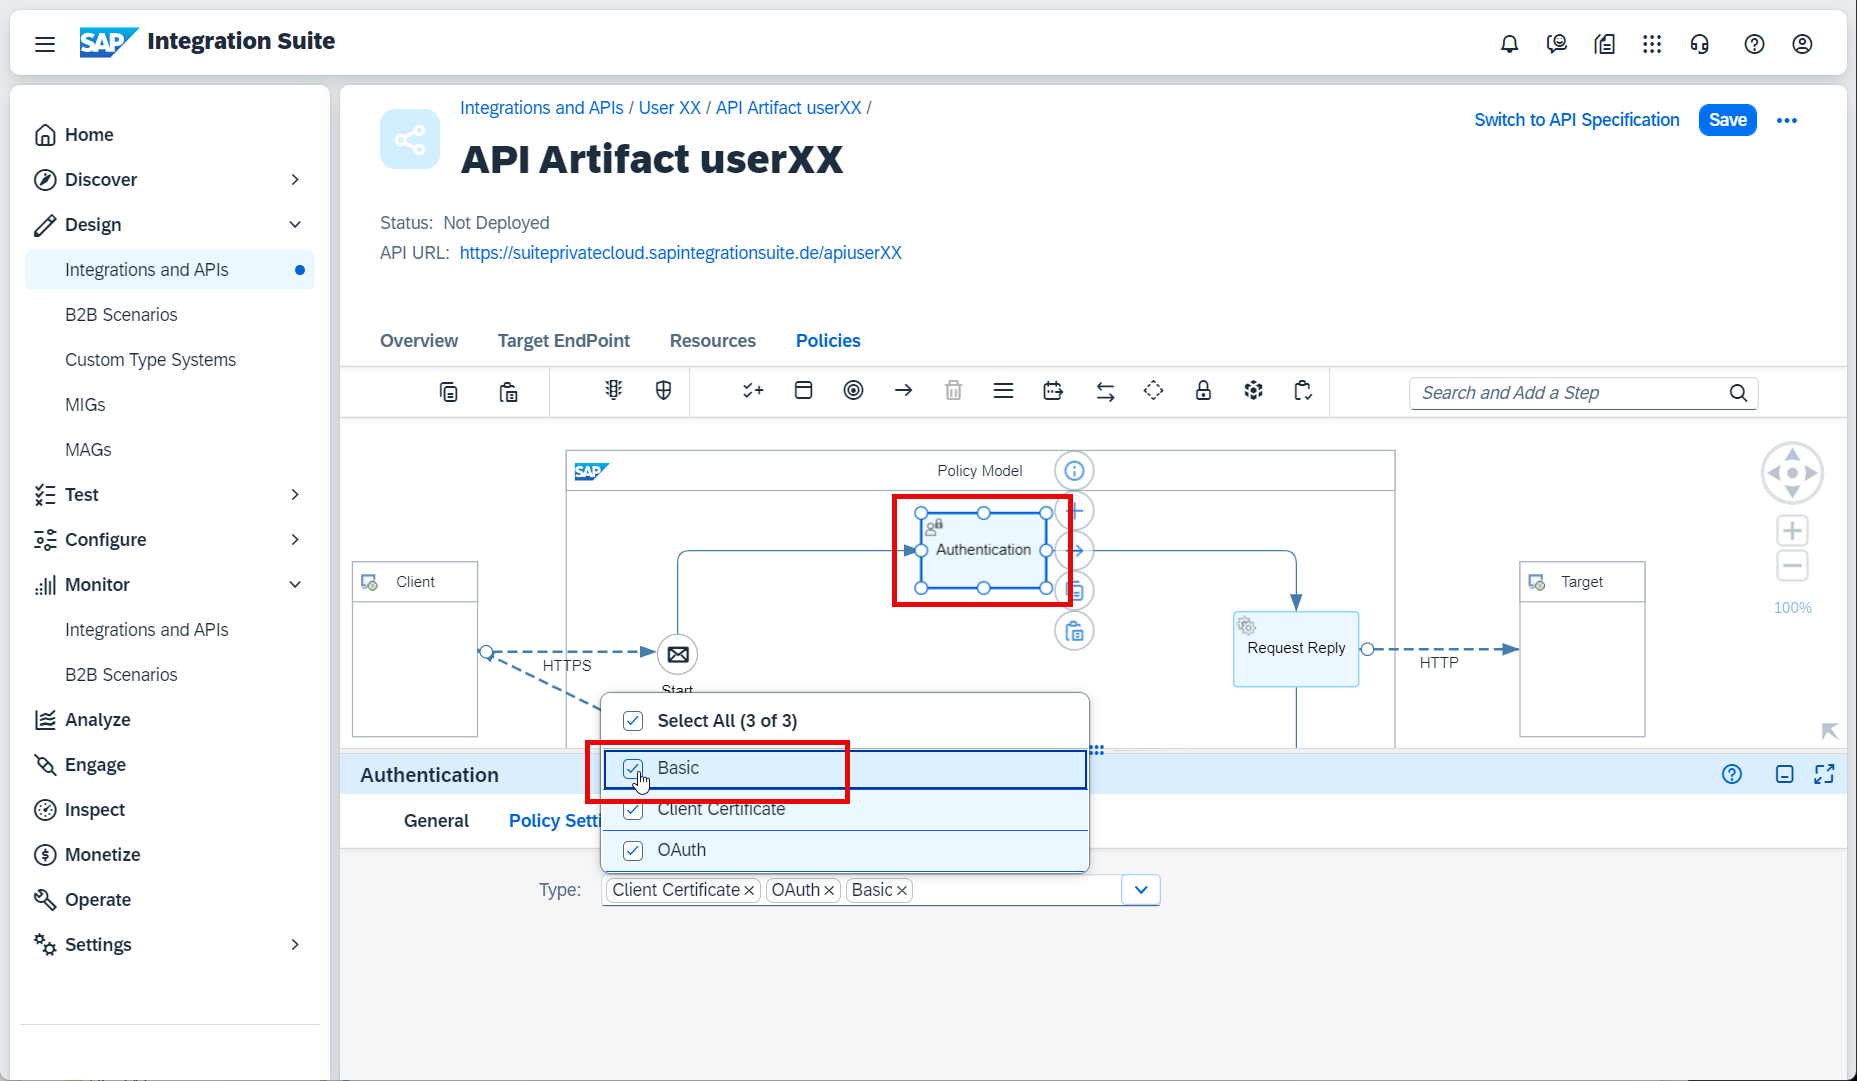 SAP Integration Suite
Home
Discover
Design
Integrations and APIs
B2B Scenarios
Custom Type Systems
MIGs
MAGs
Test
Configure
Monitor
Integrations and APIs
B2B Scenarios
Analyze
Engage
Inspect
Monetize
Operate
Settings
Integrations and APIs / User XX / API Artifact userXX /
API Artifact userXX
Switch to API Specification Save
Status: Not Deployed
API URL: https://suiteprivatecloud.sapintegrationsuite.de/apiuserXX
Overview Target EndPoint Resources Policies
Search and Add a Step
SAP Policy Model
Authentication
Client
Target
100%
Request Reply
HTTPS
HTTP
Start
Select All (3 of 3)
Basic
Client Certificate
OAuth
Authentication
General Policy Setti
Type: Client Certificate OAuth Basic